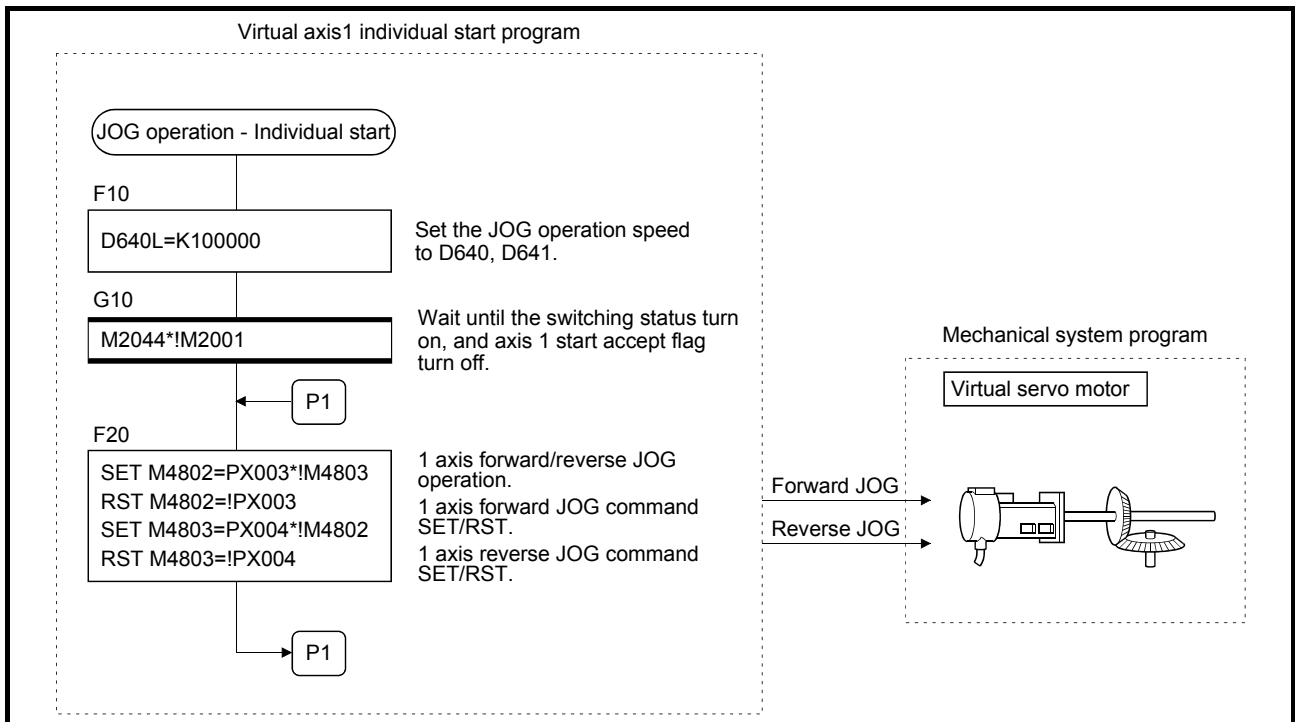 Virtual axis1 individual start program
JOG operation - Individual start
F10
D640L=K100000
Set the JOG operation speed
to D640, D641.
G10
M2044*!M2001
Wait until the switching status turn
on, and axis 1 start accept flag
turn off.
P1
F20
SET M4802=PX003*!M4803
RST M4802=!PX003
SET M4803=PX004*!M4802
RST M4803=!PX004
1 axis forward/reverse JOG
operation.
1 axis forward JOG command
SET/RST.
1 axis reverse JOG command
SET/RST.
P1
Forward JOG
Reverse JOG
Mechanical system program
Virtual servo motor